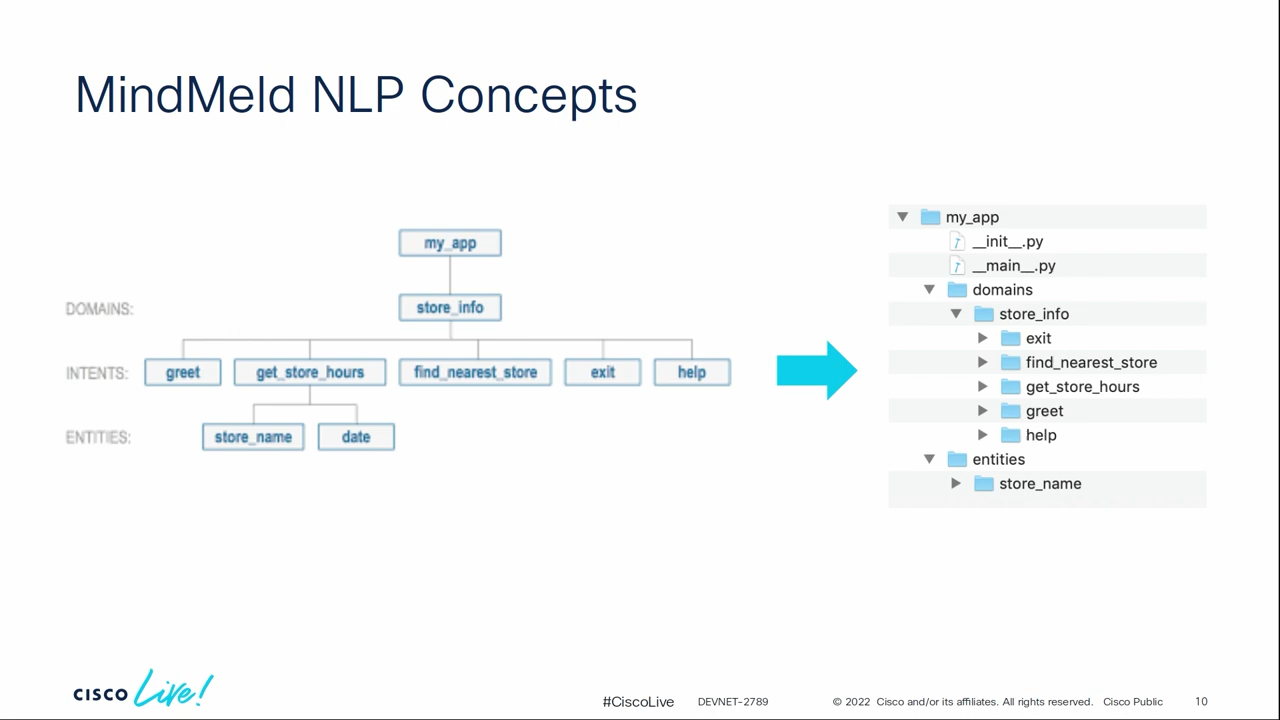 MindMeld NLP Concepts
my_app
DOMAINS:
store_info
INTENTS:
greet
get_store_hours
find_nearest_store
exit
help
ENTITIES:
store_name
date
my_app
__init__.py
__main__.py
domains
store_info
exit
find_nearest_store
get_store_hours
greet
help
entities
store_name
CISCO Live!
#CiscoLive
DEVNET-2789
© 2022 Cisco and/or its affiliates. All rights reserved. Cisco Public
10